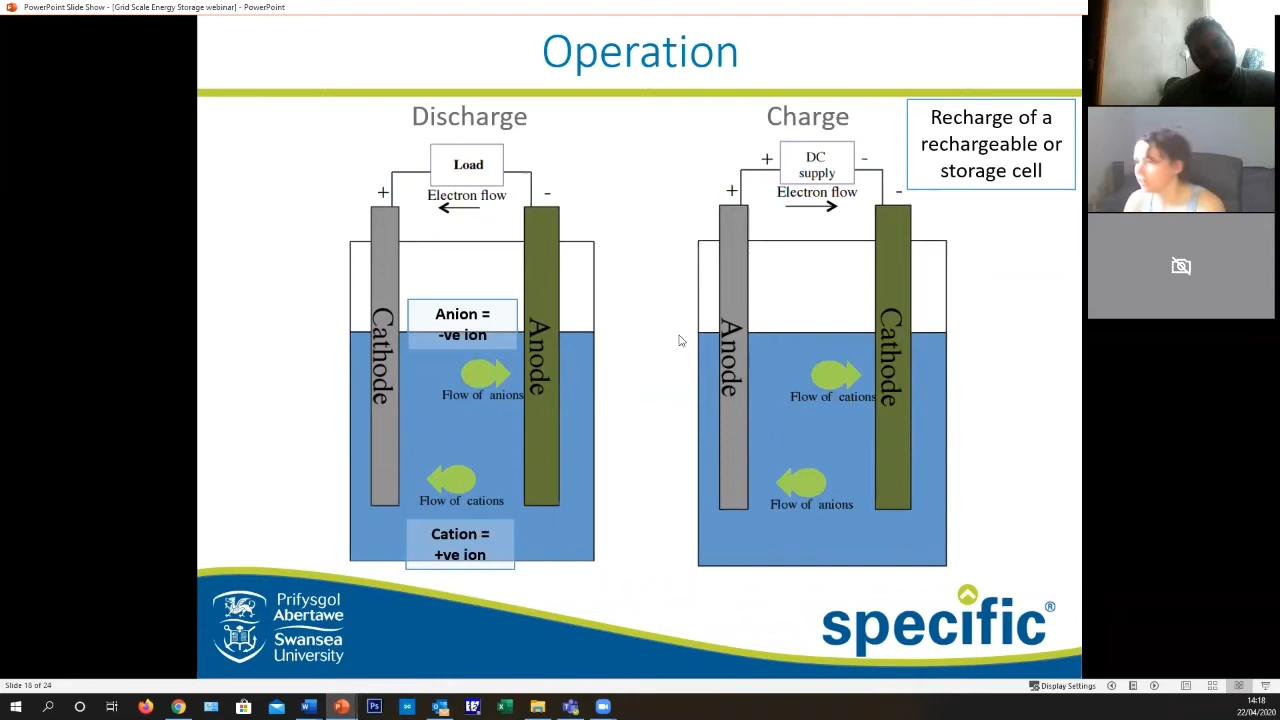 PowerPoint Slide Show - [Grid Scale Energy Storage webinar] - PowerPoint
Operation
Discharge
Load
+
-
Electron flow
Cathode
Anode
Anion =
-ve ion
Flow of anions
Flow of cations
Cation =
+ve ion
Charge
+
DC
supply
-
+
-
Electron flow
Anode
Cathode
Flow of cations
Flow of anions
Recharge of a
rechargeable or
storage cell
Prifysgol
Abertawe
Swansea
University
specific®
Slide 18 of 24
Display Settings
14:18
22/04/2020